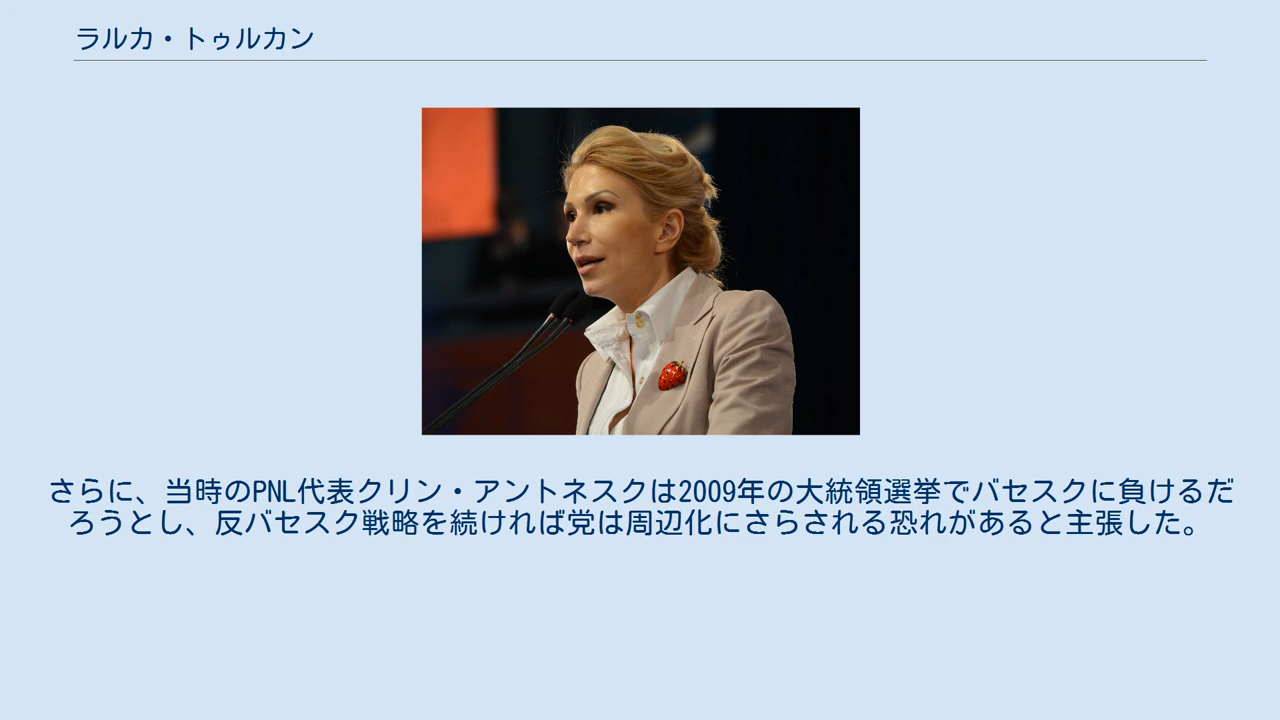 ラルカ・トゥルカン
さらに、当時のPNL代表クリン・アントネスクは2009年の大統領選挙でバセスクに負けるだ
ろうとし、反バセスク戦略を続ければ党は周辺化にさらされる恐れがあると主張した。